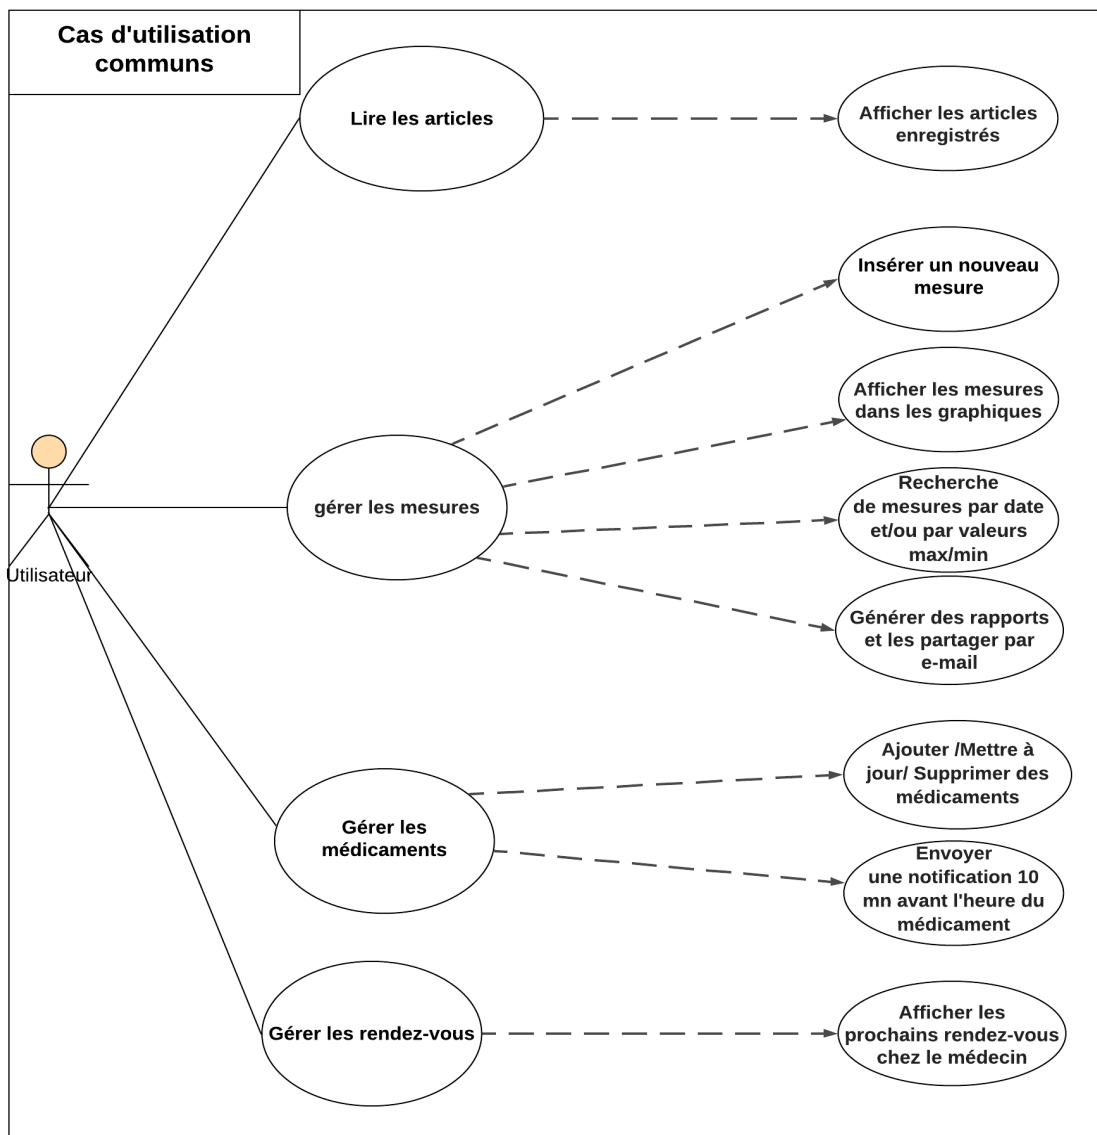 Cas d'utilisation
communs
Lire les articles
Afficher les articles
enregistrés
Insérer un nouveau
mesure
Afficher les mesures
dans les graphiques
gérer les mesures
Recherche
de mesures par date
et/ou par valeurs
max/min
Utilisateur
Générer des rapports
et les partager par
e-mail
Ajouter /Mettre à
jour/ Supprimer des
médicaments
Gérer les
médicaments
Envoyer
une notification 10
mn avant l'heure du
médicament
Gérer les rendez-vous
Afficher les
prochains rendez-vous
chez le médecin